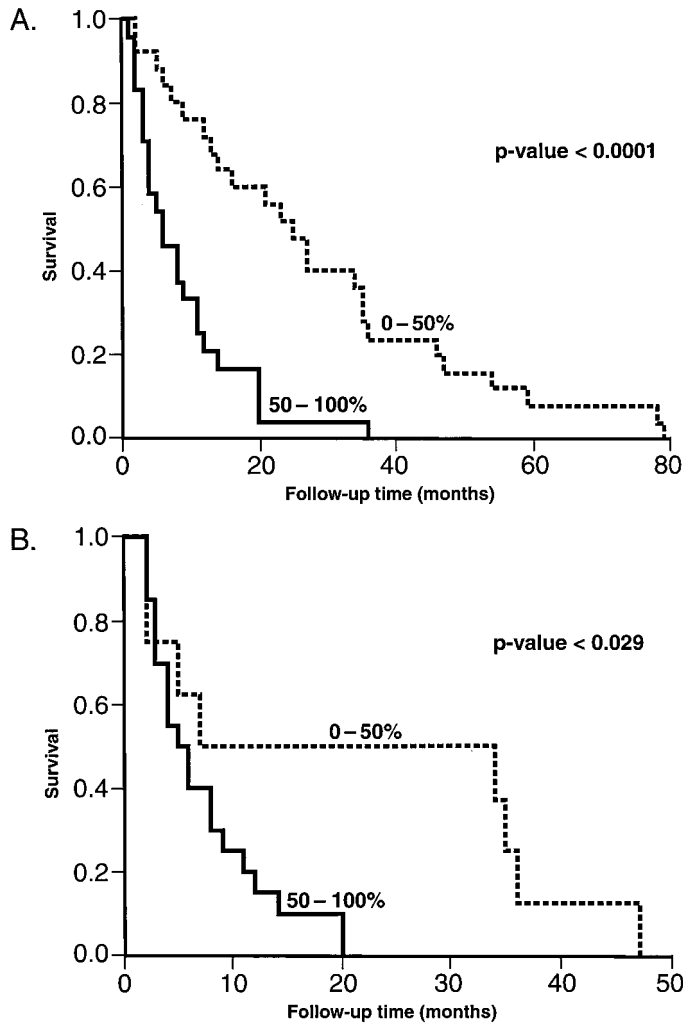 A.
1.0
0.8
0.6
0.4
0.2
0.0
Survival
p-value < 0.0001
0–50%
50–100%
0 20 40 60 80
Follow-up time (months)
B.
1.0
0.8
0.6
0.4
0.2
0.0
Survival
p-value < 0.029
0–50%
50–100%
0 10 20 30 40 50
Follow-up time (months)